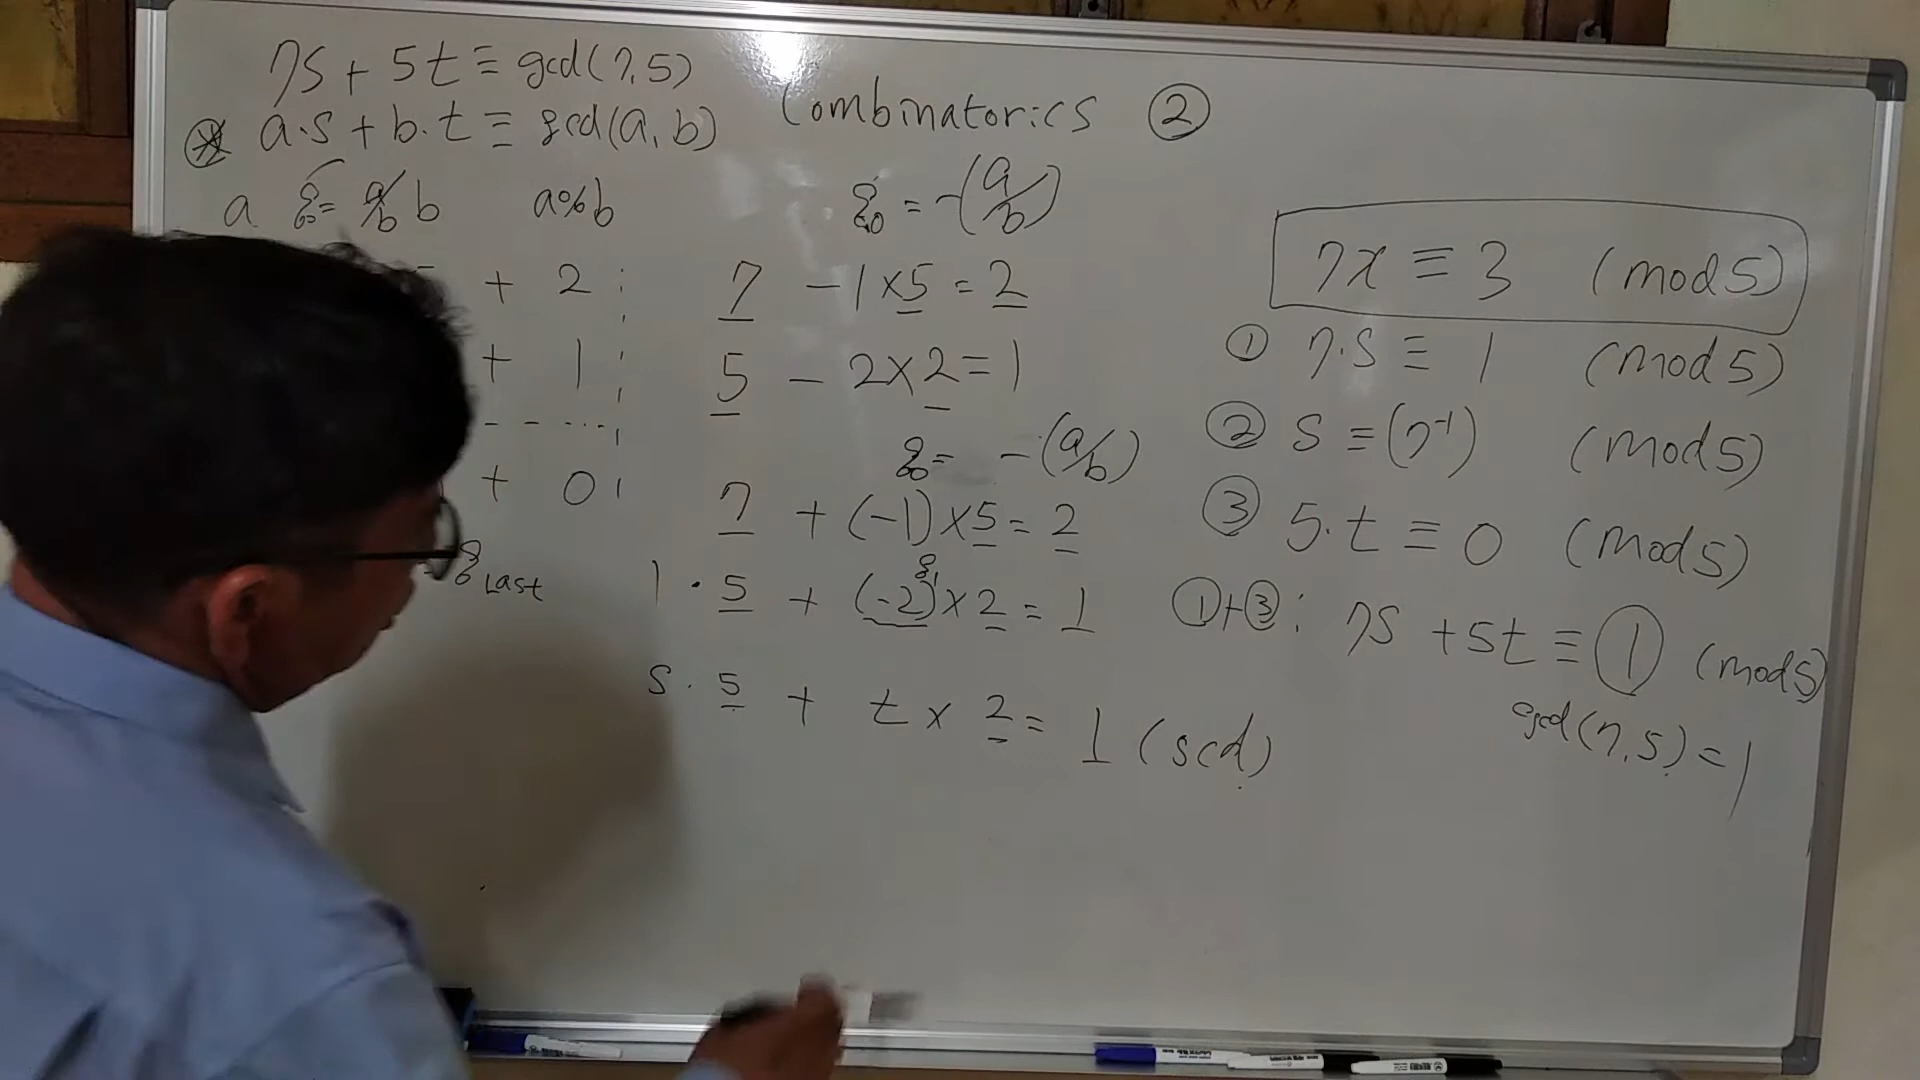 7s + 5t ≡ gcd(7,5)
⊛ a·s + b·t ≡ gcd(a,b)
Combinatorics ②
a q= a/b b a%b
q0 = -(a/b)
+ 2
+ 1
-----
+ 0
qLast
7 - 1×5 = 2
5 - 2×2 = 1
q= -(a/b)
7 + (-1)×5 = 2
q1
1 · 5 + (-2)×2 = 1
s · 5 + t × 2 = 1 (gcd)
7x ≡ 3 (mod 5)
① 7·s ≡ 1 (mod 5)
② s ≡ (7⁻¹) (mod 5)
③ 5·t ≡ 0 (mod 5)
①+③: 7s + 5t ≡ 1 (mod 5)
gcd(7,5) = 1